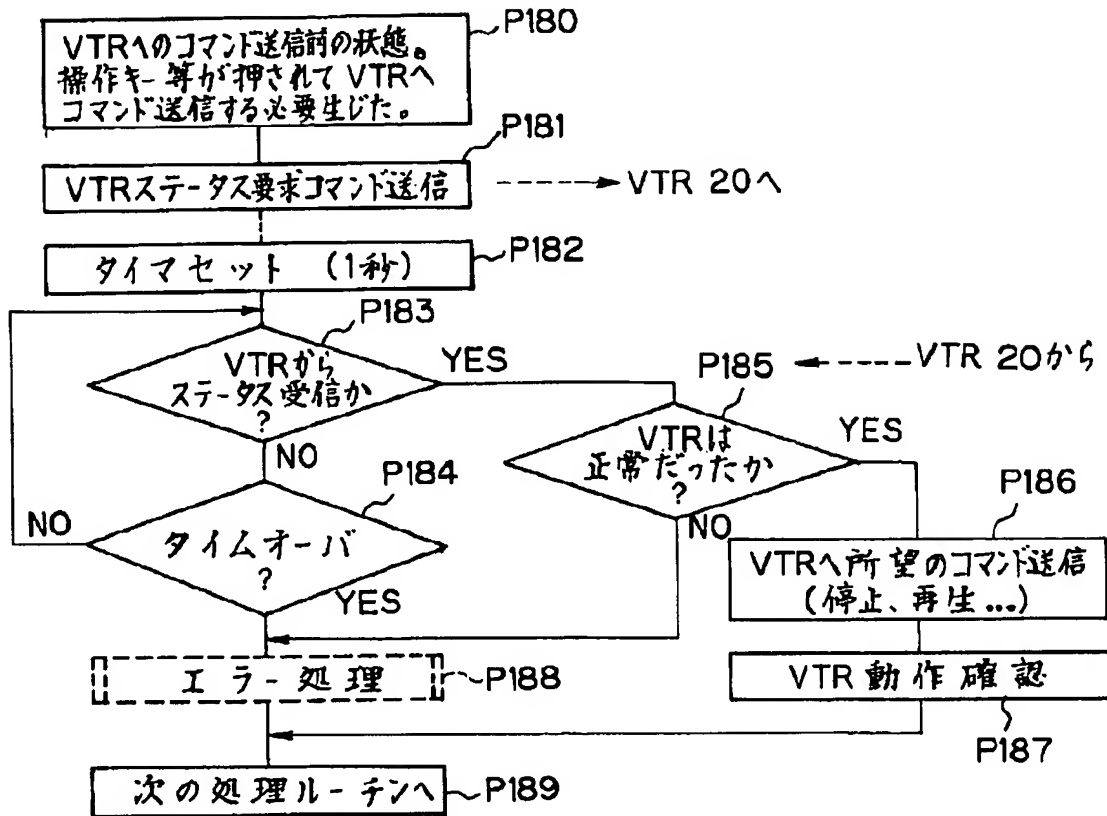 P180
VTRへのコマンド送信前の状態。
操作キー等が押されてVTRへ
コマンド送信する必要生じた。
P181
VTRステータス要求コマンド送信
VTR 20へ
P182
タイマセット (1秒)
P183
VTRから
ステータス受信か
?
YES
NO
VTR 20から
P185
VTRは
正常だったか
?
YES
NO
P184
タイムオーバ
?
NO
YES
P186
VTRへ所望のコマンド送信
(停止、再生...)
エラー処理
P188
VTR動作確認
P187
次の処理ルーチンへ
P189